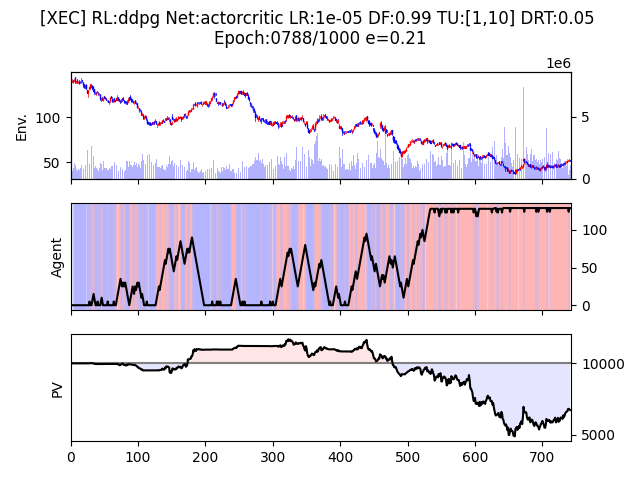 [XEC] RL:ddpg Net:actorcritic LR:1e-05 DF:0.99 TU:[1,10] DRT:0.05
Epoch:0788/1000 e=0.21
1e6
Env.
100
50
5
0
Agent
100
50
0
PV
10000
5000
0 100 200 300 400 500 600 700